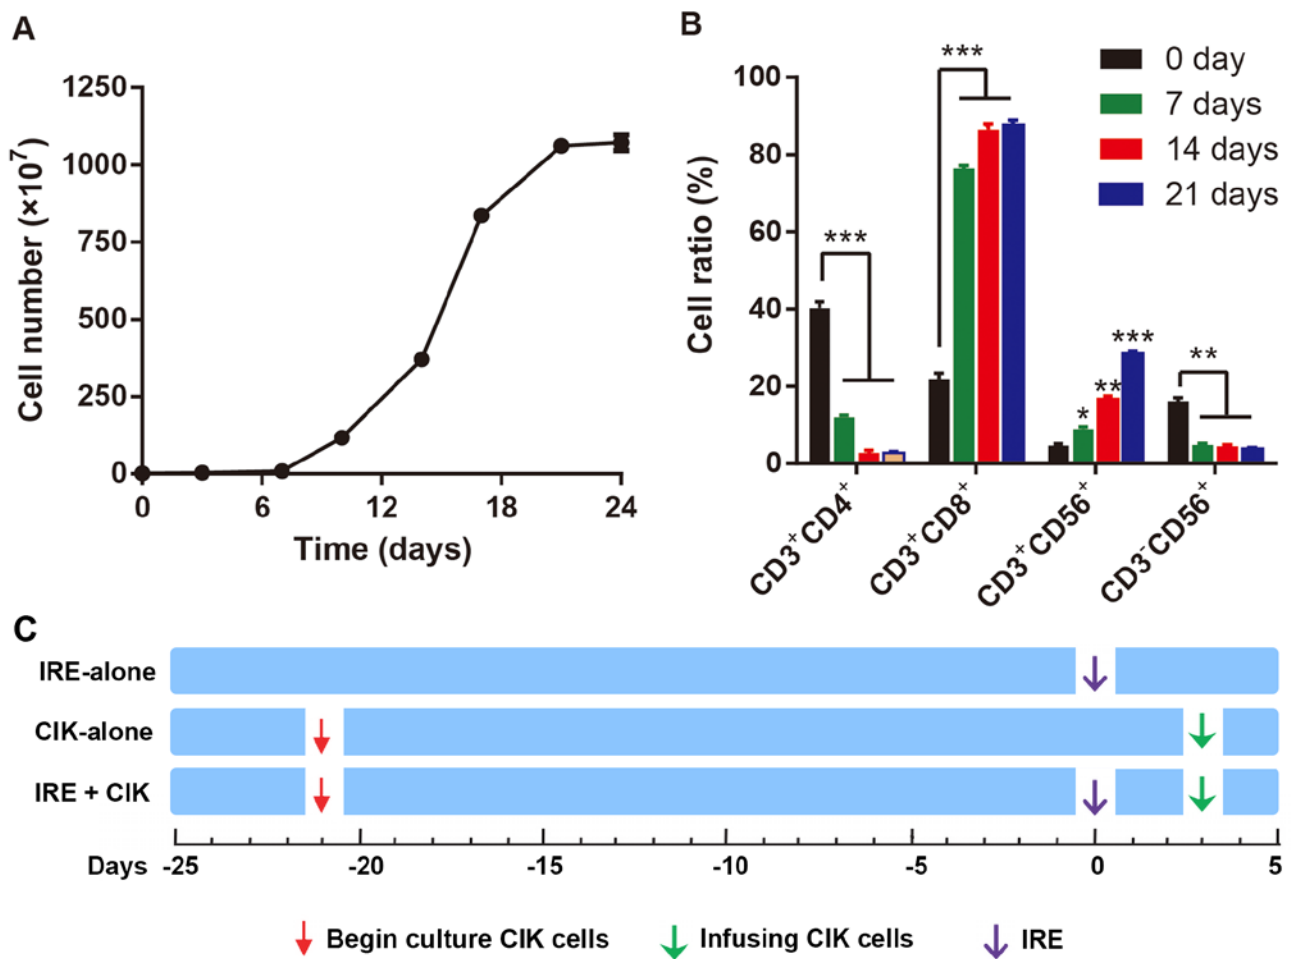 A
Cell number (×10⁷)
1250
1000
750
500
250
0
0 6 12 18 24
Time (days)
B
Cell ratio (%)
100
80
60
40
20
0
***
***
*
**
***
**
0 day
7 days
14 days
21 days
CD3⁺CD4⁺
CD3⁺CD8⁺
CD3⁺CD56⁺
CD3⁻CD56⁺
C
IRE-alone
CIK-alone
IRE + CIK
Days -25 -20 -15 -10 -5 0 5
Begin culture CIK cells Infusing CIK cells IRE